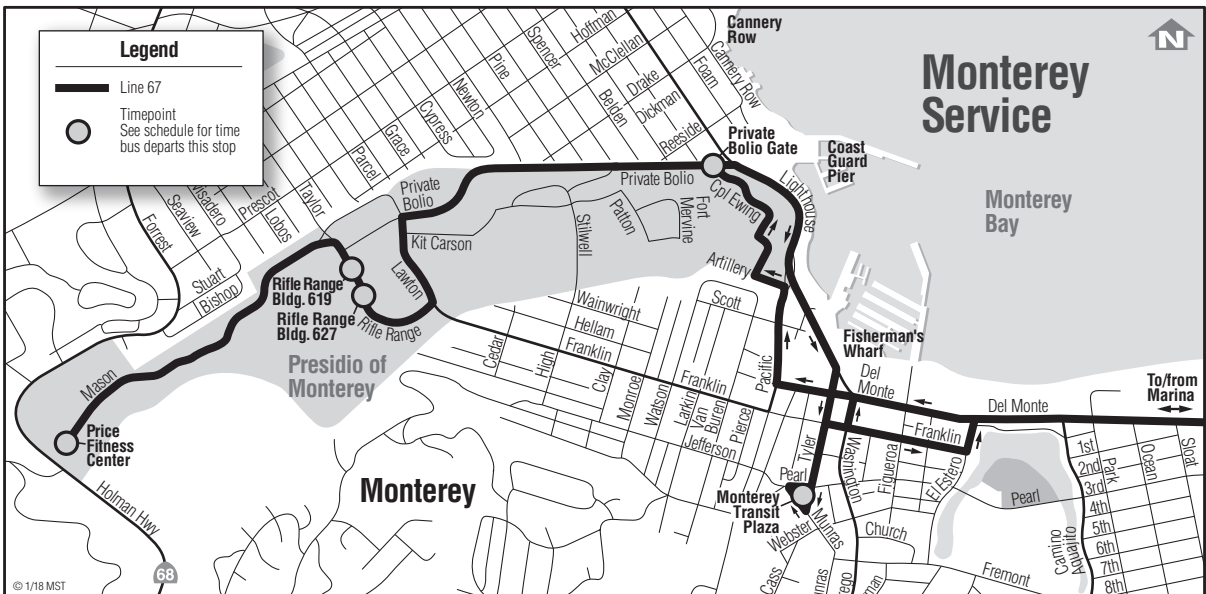 Legend
Line 67
Timepoint
See schedule for time
bus departs this stop
Cannery
Row
N
Monterey
Service
Monterey
Bay
Hoffman
Spencer
McClellan
Pine
Foam
Cannery Row
Drake
Newton
Belden
Dickman
Cypress
Reeside
Grace
Parcel
Private
Bolio Gate
Coast
Guard
Pier
Private
Bolio
Private Bolio
Cpl Ewing
Lighthouse
Taylor
Prescot
Lobos
Seaview
Forrest
Stuart
Bishop
Kit Carson
Stilwell
Patton
Fort
Mervine
Lawton
Artillery
Rifle Range
Bldg. 619
Rifle Range
Bldg. 627
Rifle Range
Presidio of
Monterey
Wainwright
Hellam
Franklin
Scott
Cedar
High
Clay
Monroe
Watson
Larkin
Van
Buren
Pierce
Franklin
Jefferson
Pacific
Fisherman's
Wharf
Del
Monte
Del Monte
To/from
Marina
Mason
Price
Fitness
Center
Holman Hwy
68
Monterey
Tyler
Washington
Figueroa
Franklin
El Estero
Pearl
Monterey
Transit
Plaza
Webster
Munras
Church
Cass
Fremont
Pearl
Camino
Aguajito
1st
2nd
3rd
4th
5th
6th
7th
8th
Park
Ocean
Sloat
© 1/18 MST